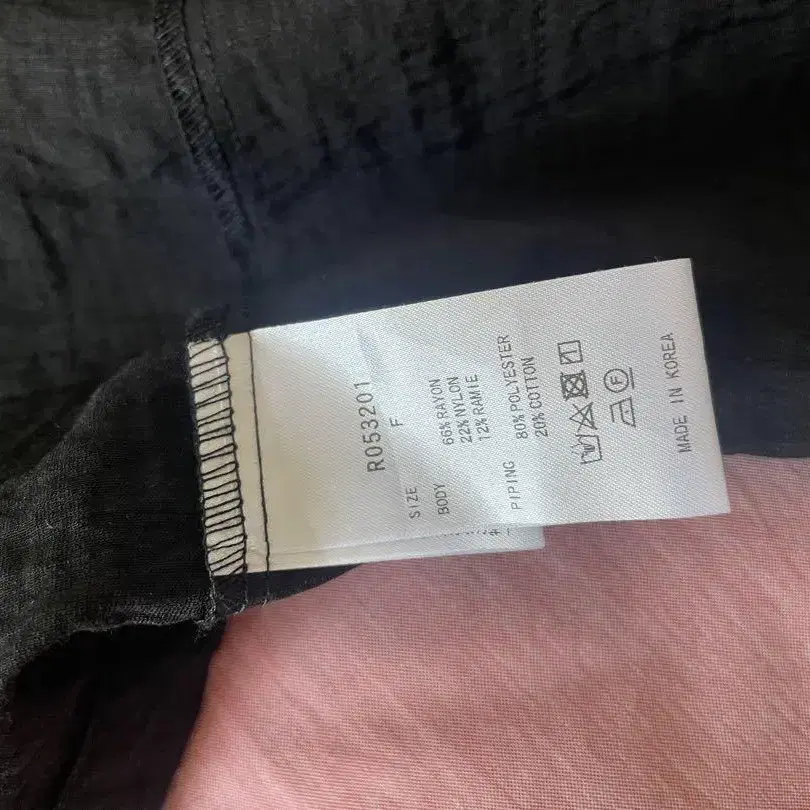 R053201
SIZE F
BODY 66% RAYON
22% NYLON
12% RAMIE
PIPING 80% POLYESTER
20% COTTON
F
MADE IN KOREA